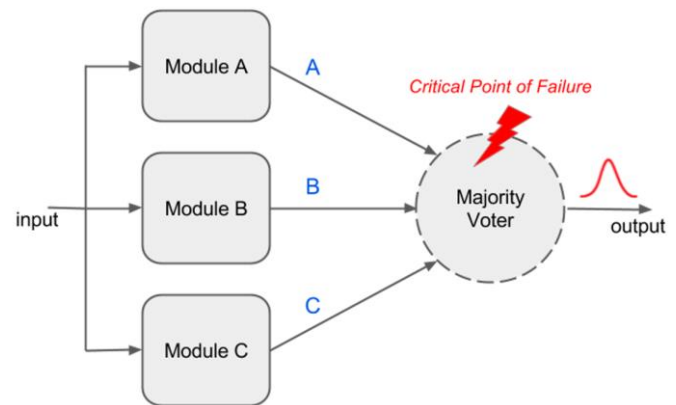 Module A
A
Critical Point of Failure
Module B
B
Majority
Voter
input
output
C
Module C